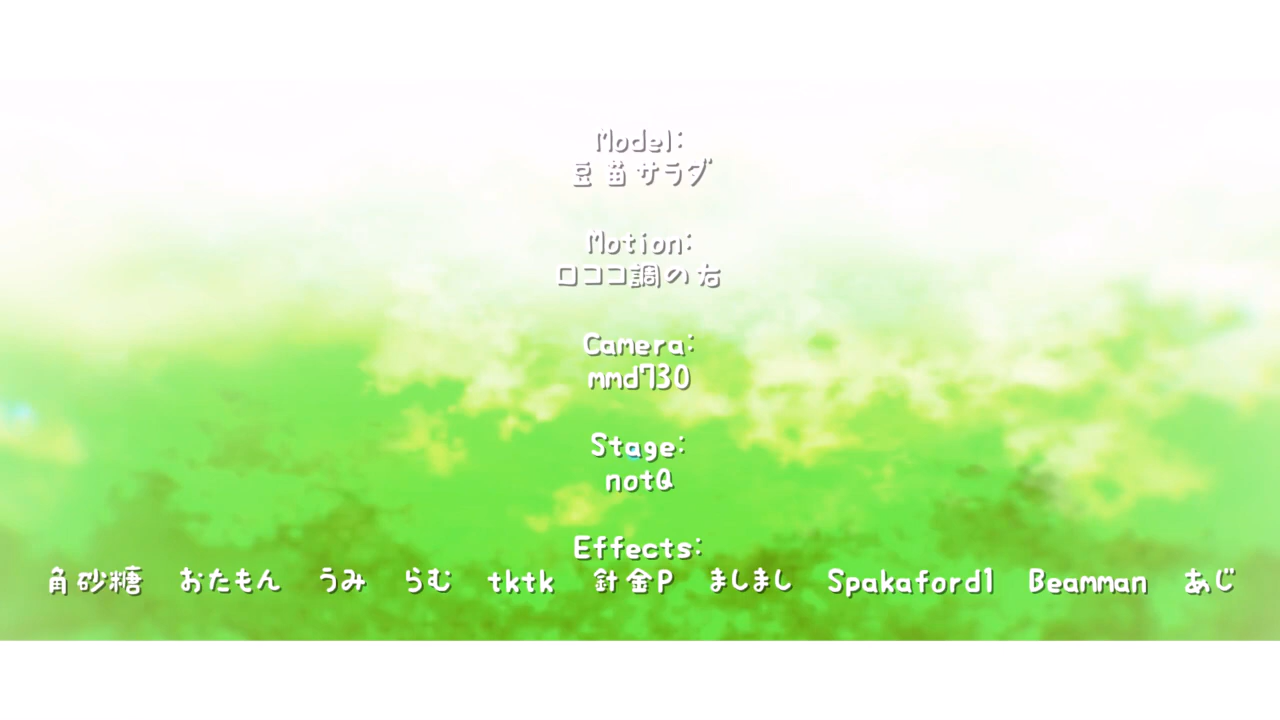 Model:
豆苗サラダ
Motion:
ロココ調の右
Camera:
mmd730
Stage:
notQ
Effects:
角砂糖 おたもん うみ らむ tktk 針金P ましまし Spakaford1 Beamman あじ